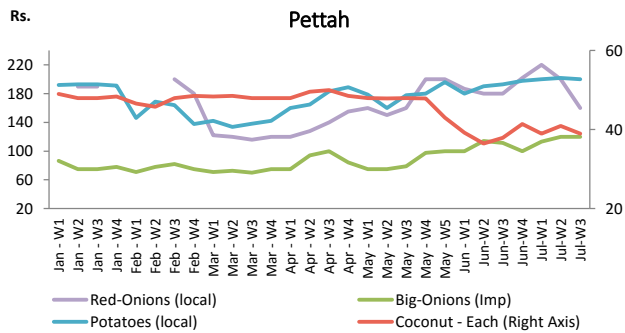 Rs.
Pettah
220
180
140
100
60
20
60
40
20
Jan - W1
Jan - W2
Jan - W3
Jan - W4
Feb - W1
Feb - W2
Feb - W3
Feb - W4
Mar - W1
Mar - W2
Mar - W3
Mar - W4
Apr - W1
Apr - W2
Apr - W3
Apr - W4
May - W1
May - W2
May - W3
May - W4
May - W5
Jun - W1
Jun-W2
Jun-W3
Jun-W4
Jul-W1
Jul-W2
Jul-W3
Red-Onions (local)
Big-Onions (Imp)
Potatoes (local)
Coconut - Each (Right Axis)